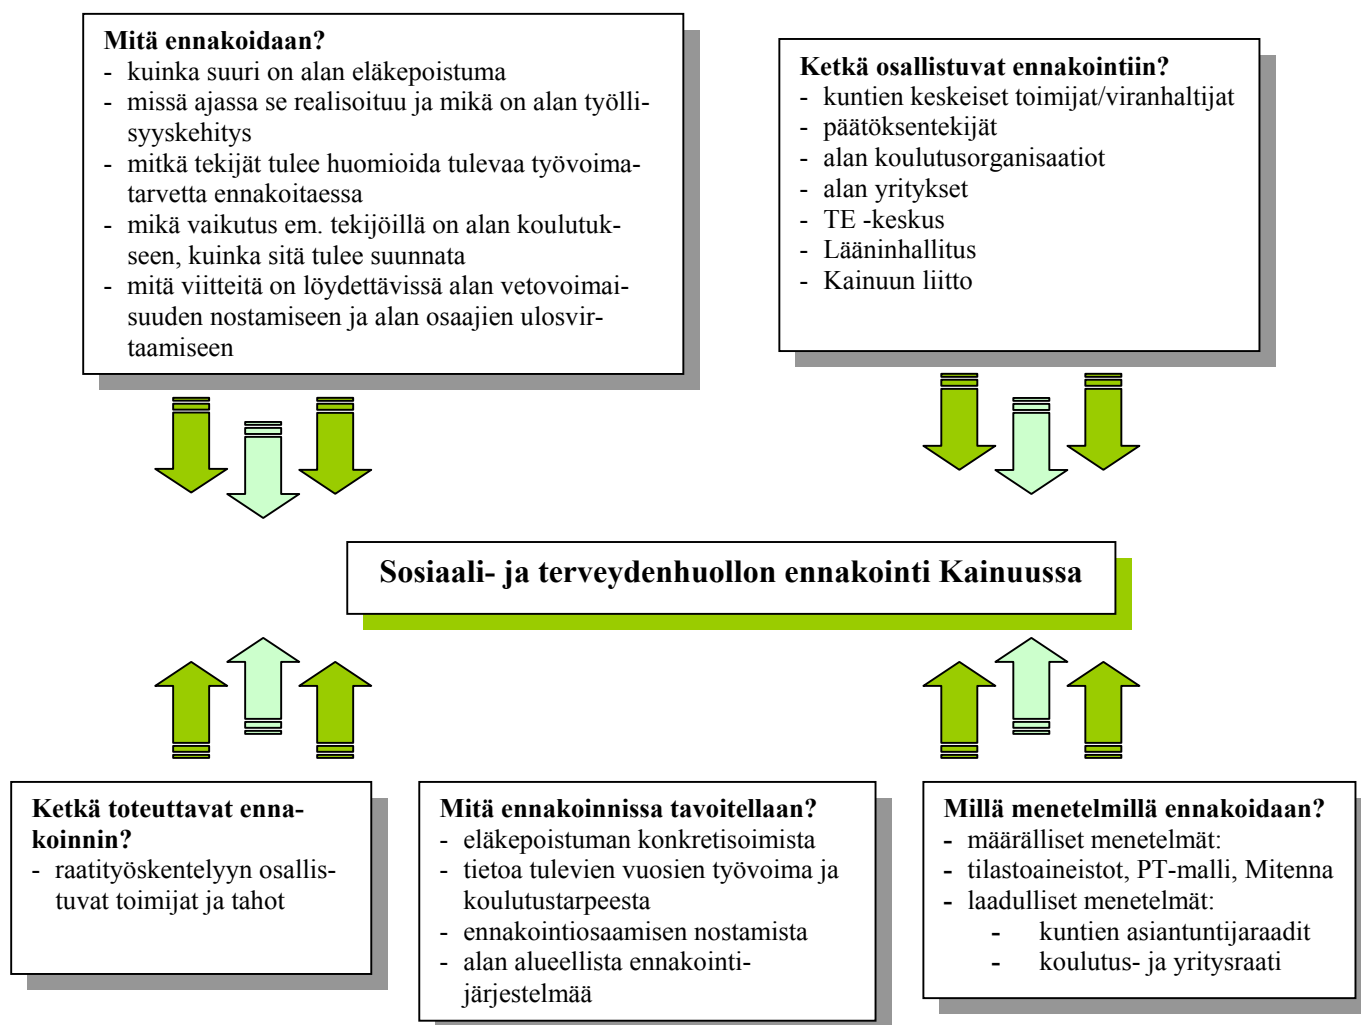 Mitä ennakoidaan?
- kuinka suuri on alan eläkepoistuma
- missä ajassa se realisoituu ja mikä on alan työlli-
syyskehitys
- mitkä tekijät tulee huomioida tulevaa työvoima-
tarvetta ennakoitaessa
- mikä vaikutus em. tekijöillä on alan koulutuk-
seen, kuinka sitä tulee suunnata
- mitä viitteitä on löydettävissä alan vetovoimai-
suuden nostamiseen ja alan osaajien ulosvir-
taamiseen
Ketkä osallistuvat ennakointiin?
- kuntien keskeiset toimijat/viranhaltijat
- päätöksentekijät
- alan koulutusorganisaatiot
- alan yritykset
- TE -keskus
- Lääninhallitus
- Kainuun liitto
Sosiaali- ja terveydenhuollon ennakointi Kainuussa
Ketkä toteuttavat enna-
koinnin?
- raatityöskentelyyn osallis-
tuvat toimijat ja tahot
Mitä ennakoinnissa tavoitellaan?
- eläkepoistuman konkretisoimista
- tietoa tulevien vuosien työvoima ja
koulutustarpeesta
- ennakointiosaamisen nostamista
- alan alueellista ennakointi-
järjestelmää
Millä menetelmillä ennakoidaan?
- määrälliset menetelmät:
- tilastoaineistot, PT-malli, Mitenna
- laadulliset menetelmät:
- kuntien asiantuntijaraadit
- koulutus- ja yritysraati